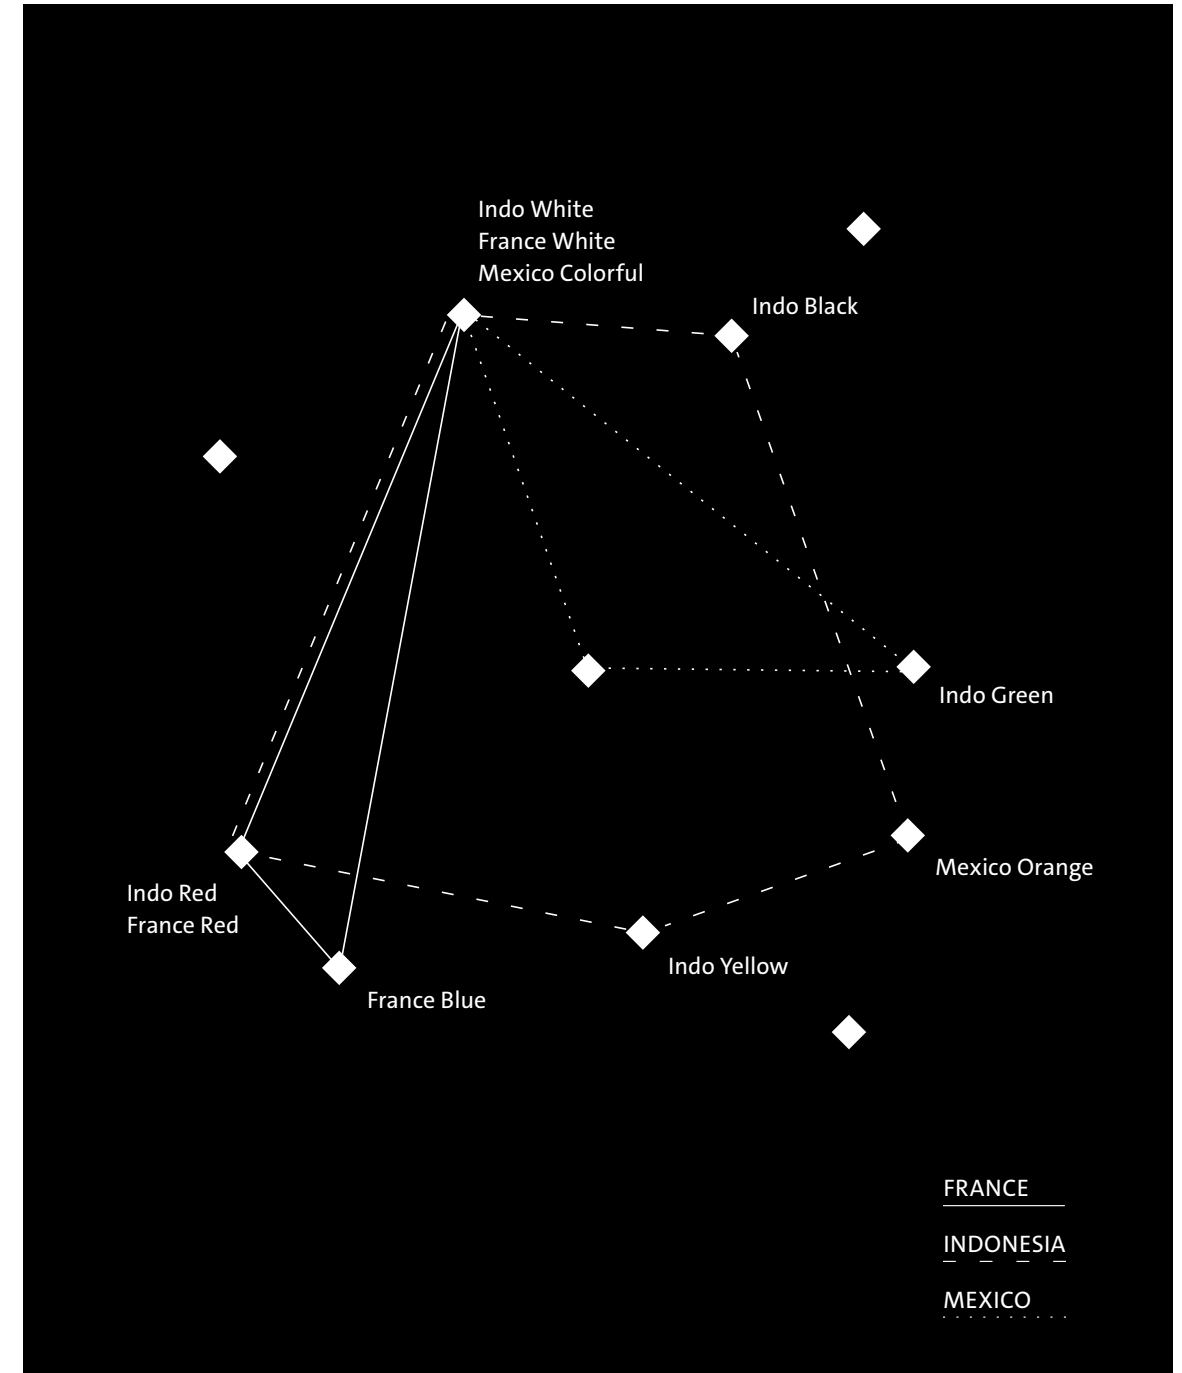 Indo White
France White
Mexico Colorful
Indo Black
Indo Green
Mexico Orange
Indo Red
France Red
Indo Yellow
France Blue
FRANCE
INDONESIA
MEXICO